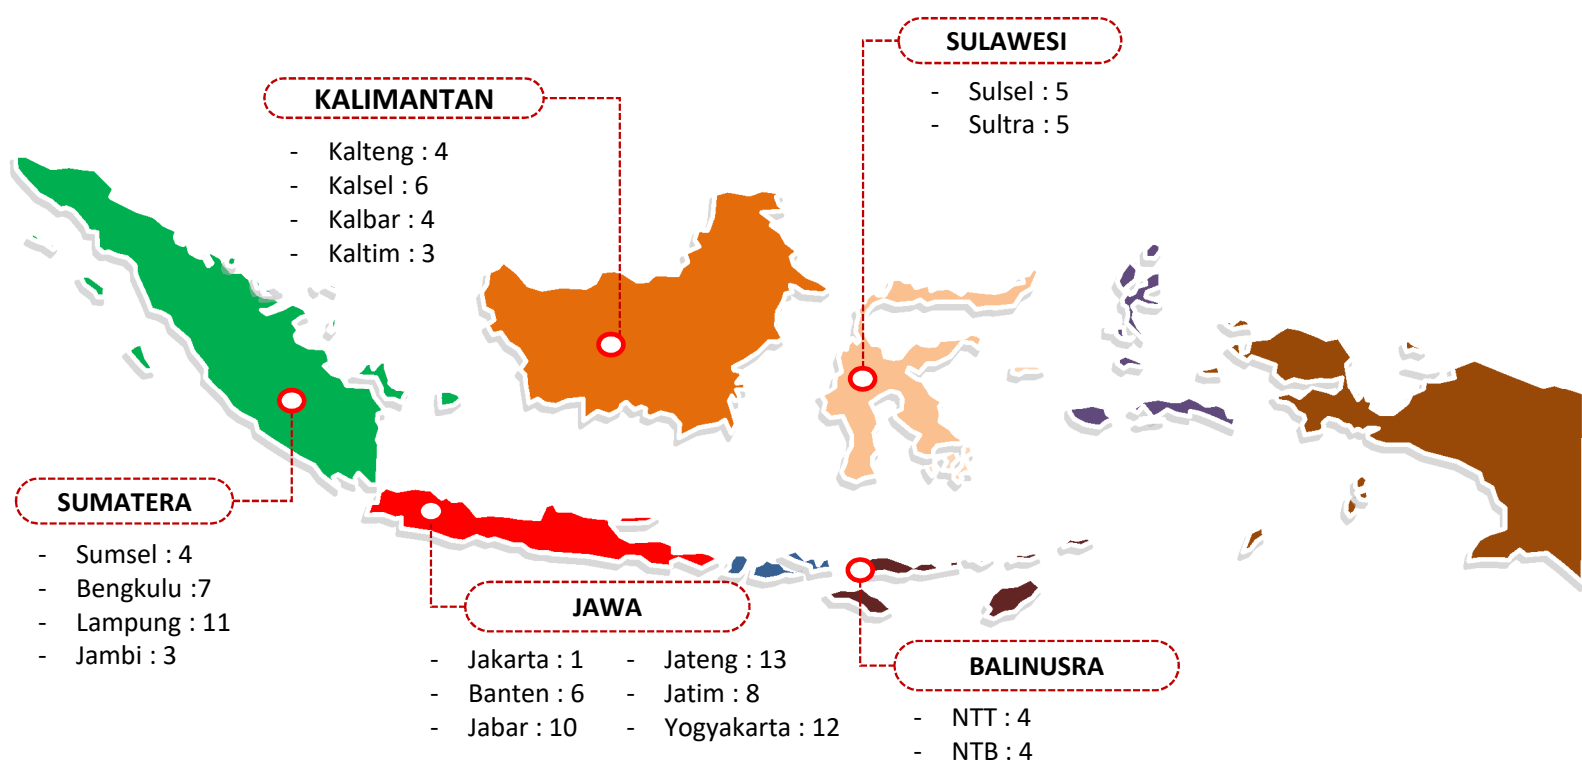 SULAWESI
- Sulsel : 5
- Sultra : 5
KALIMANTAN
- Kalteng : 4
- Kalsel : 6
- Kalbar : 4
- Kaltim : 3
SUMATERA
- Sumsel : 4
- Bengkulu :7
- Lampung : 11
- Jambi : 3
JAWA
- Jakarta : 1
- Banten : 6
- Jabar : 10
- Jateng : 13
- Jatim : 8
- Yogyakarta : 12
BALINUSRA
- NTT : 4
- NTB : 4